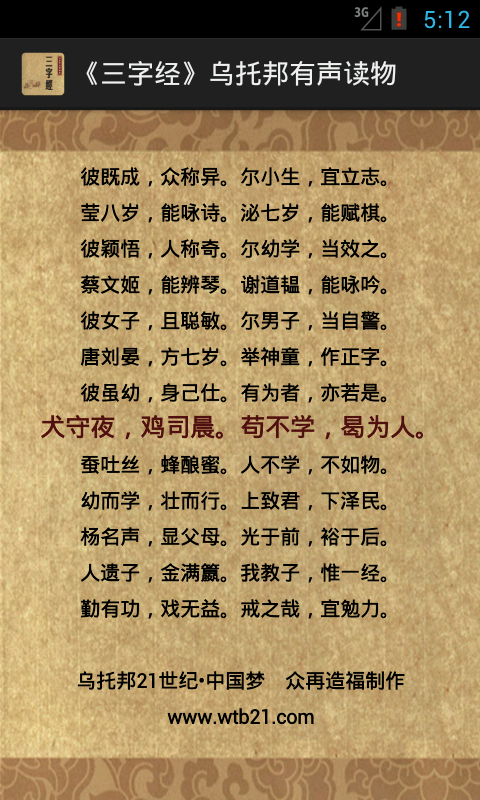 3G 5:12
三字經 《三字经》乌托邦有声读物
彼既成，众称异。尔小生，宜立志。
莹八岁，能咏诗。泌七岁，能赋棋。
彼颖悟，人称奇。尔幼学，当效之。
蔡文姬，能辨琴。谢道韫，能咏吟。
彼女子，且聪敏。尔男子，当自警。
唐刘晏，方七岁。举神童，作正字。
彼虽幼，身己仕。有为者，亦若是。
犬守夜，鸡司晨。苟不学，曷为人。
蚕吐丝，蜂酿蜜。人不学，不如物。
幼而学，壮而行。上致君，下泽民。
杨名声，显父母。光于前，裕于后。
人遗子，金满籯。我教子，惟一经。
勤有功，戏无益。戒之哉，宜勉力。
乌托邦21世纪•中国梦 众再造福制作
www.wtb21.com